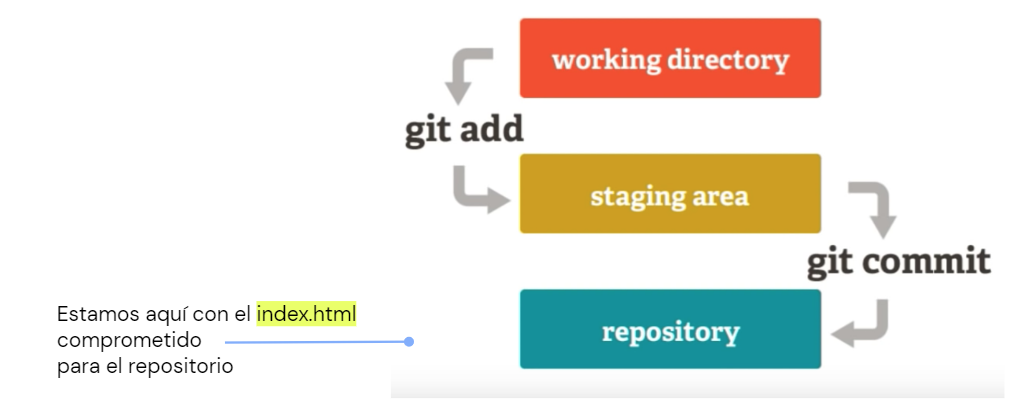 working directory
git add
staging area
git commit
Estamos aquí con el index.html
comprometido
para el repositorio
repository